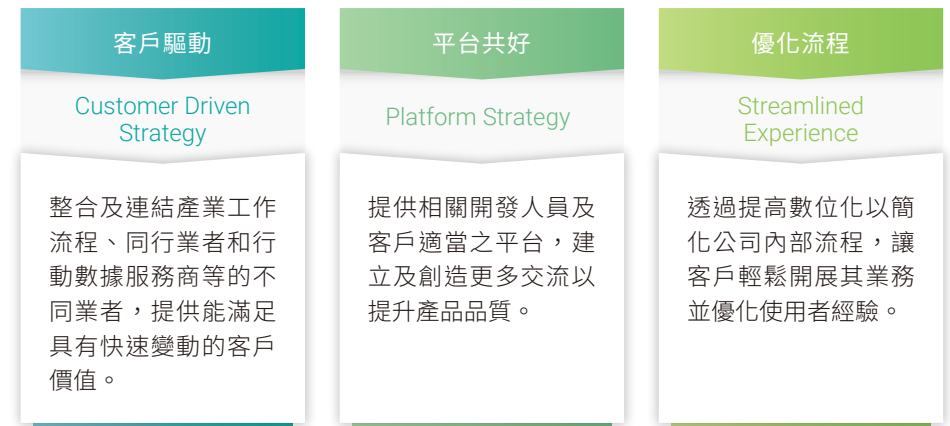 客戶驅動
Customer Driven
Strategy
整合及連結產業工作
流程、同行業者和行
動數據服務商等的不
同業者，提供能滿足
具有快速變動的客戶
價值。
平台共好
Platform Strategy
提供相關開發人員及
客戶適當之平台，建
立及創造更多交流以
提升產品品質。
優化流程
Streamlined
Experience
透過提高數位化以簡
化公司內部流程，讓
客戶輕鬆開展其業務
並優化使用者經驗。